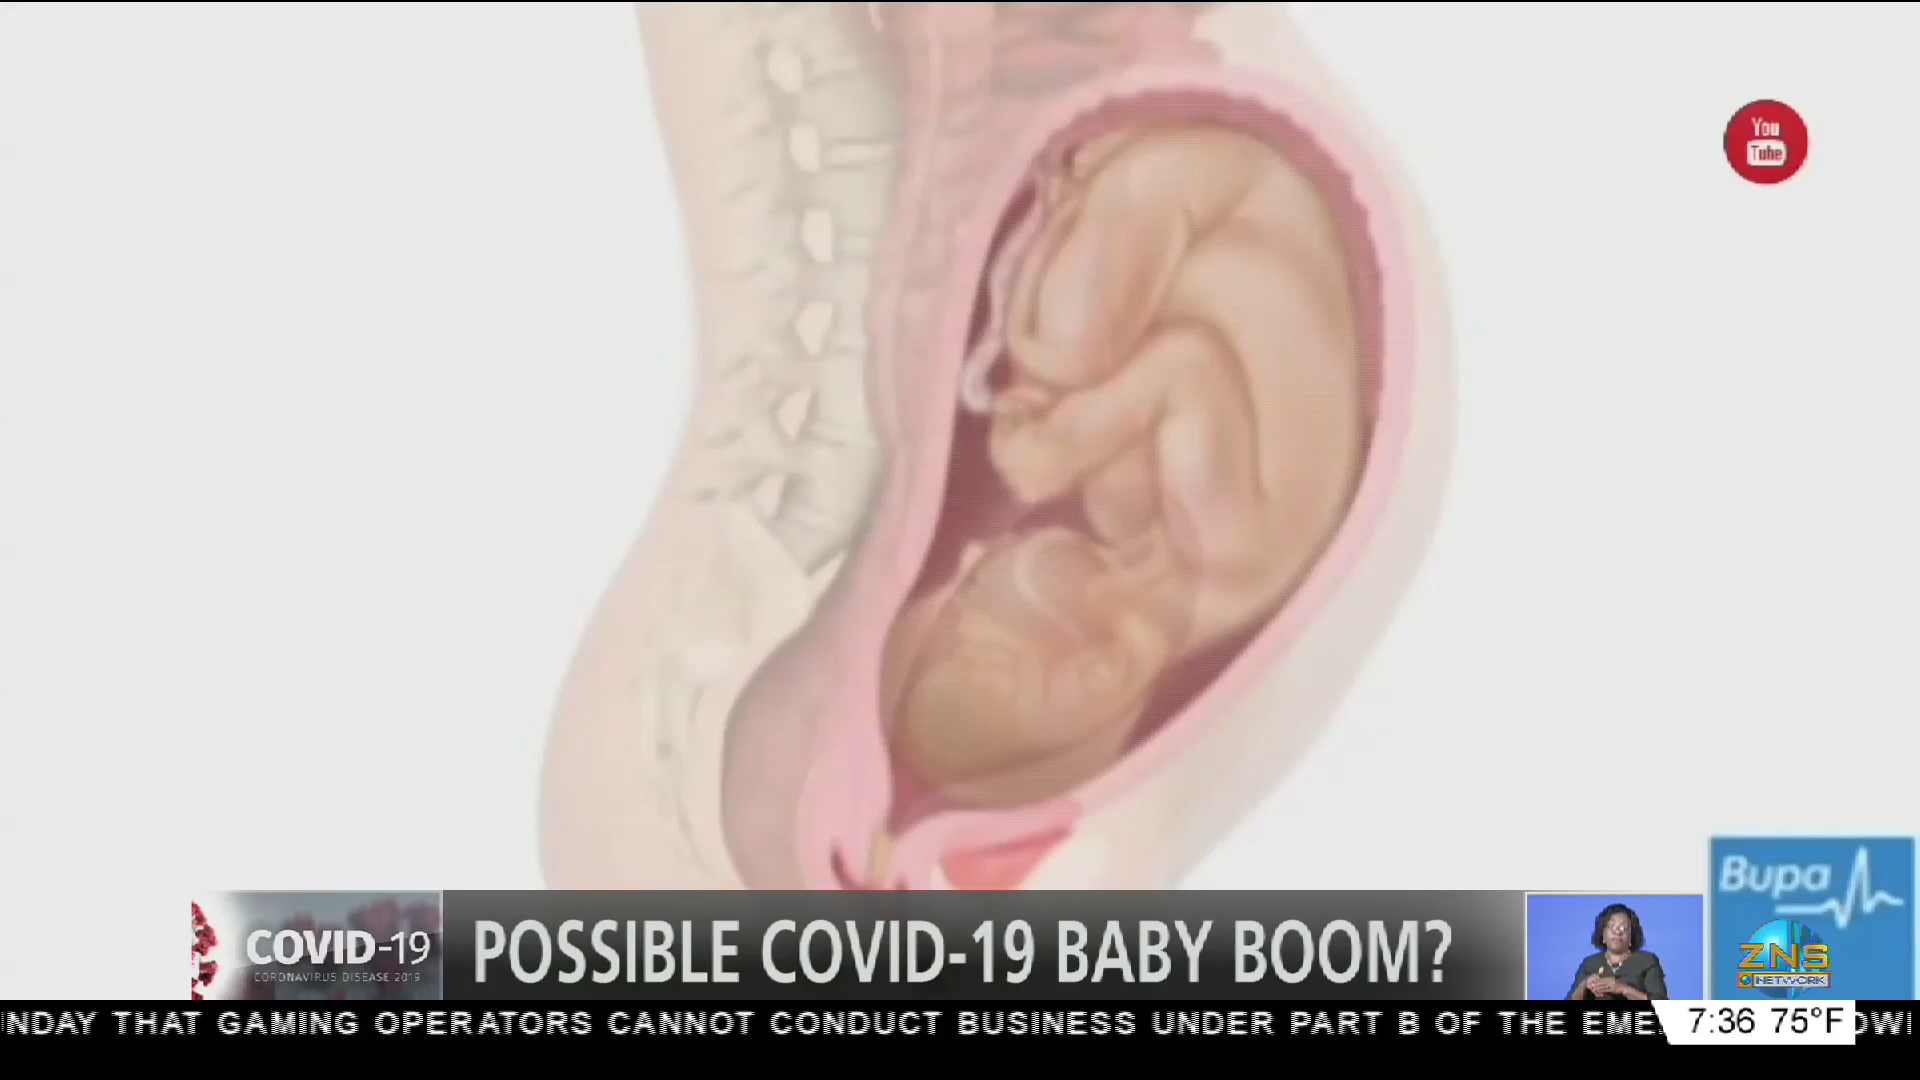 You
Tube
Bupa
COVID-19
CORONAVIRUS DISEASE 2019
POSSIBLE COVID-19 BABY BOOM?
ZNS
NETWORK
NDAY THAT GAMING OPERATORS CANNOT CONDUCT BUSINESS UNDER PART B OF THE EME
7:36 75°F